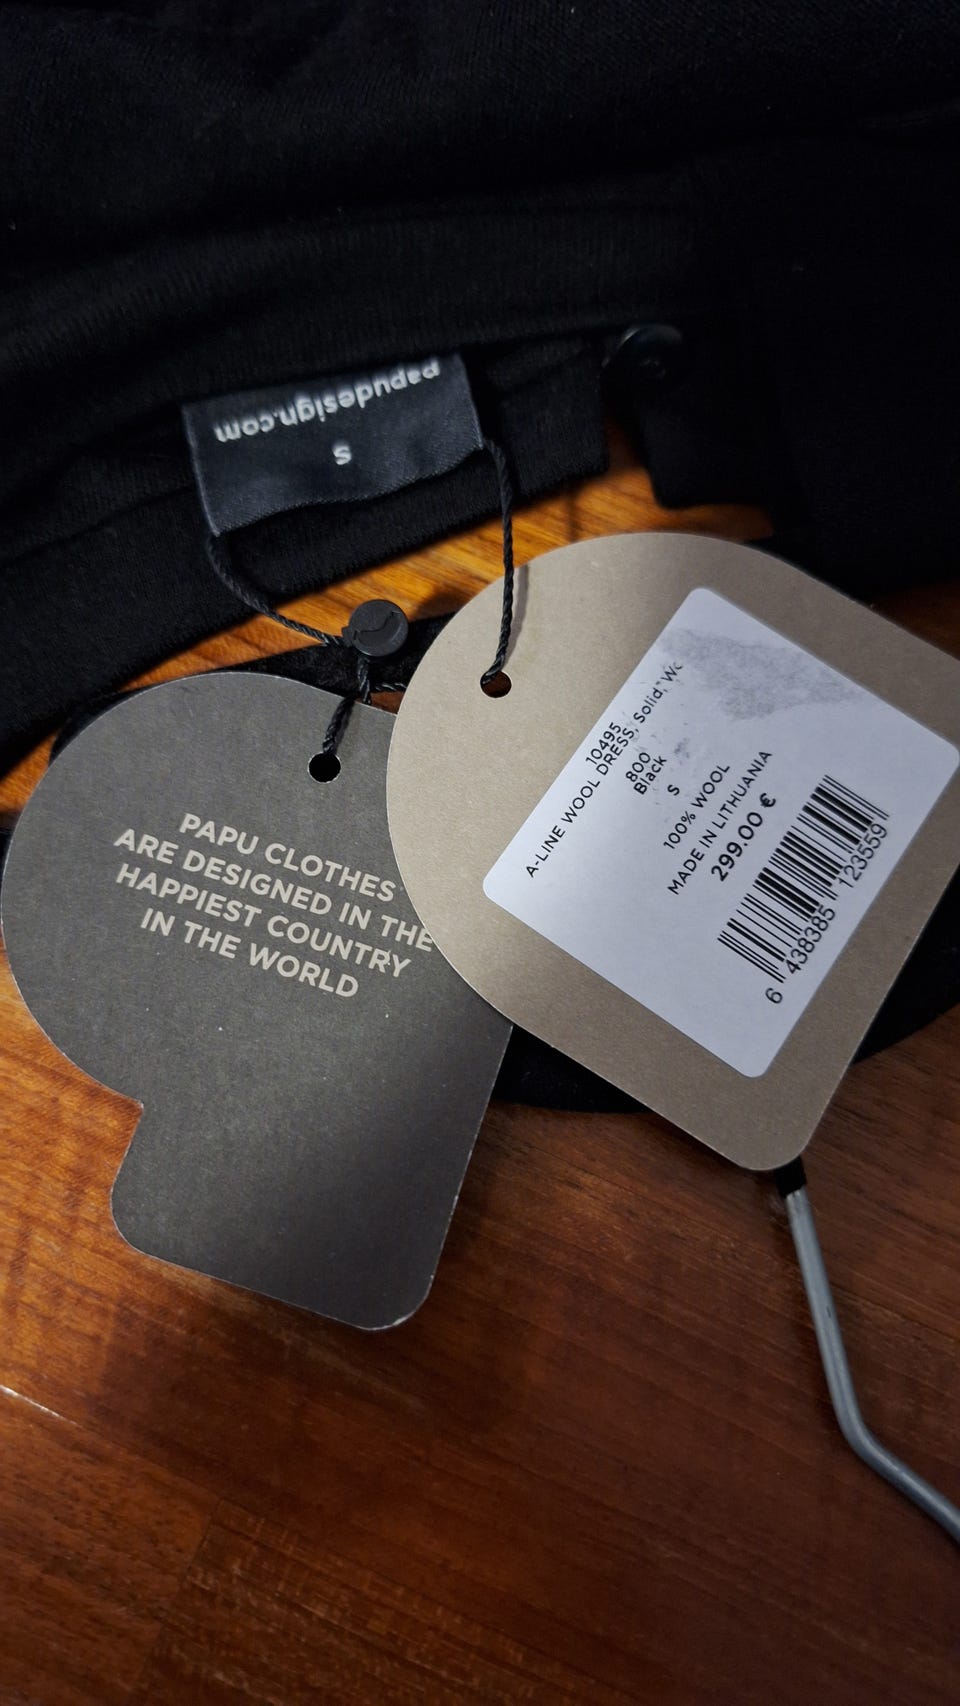 papudesign.com
S
PAPU CLOTHES
ARE DESIGNED IN THE
HAPPIEST COUNTRY
IN THE WORLD
10495
A-LINE WOOL DRESS, Solid,
800
Black
S
100% WOOL
MADE IN LITHUANIA
299.00 €
6 438385 123559